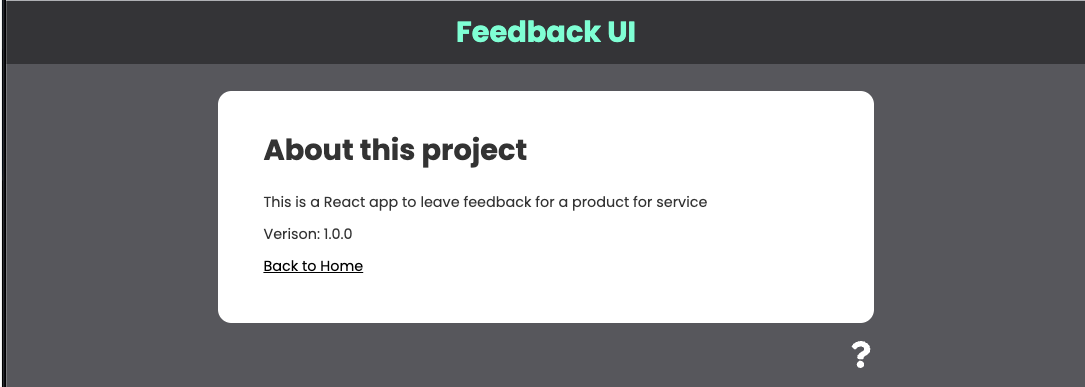 Feedback UI
About this project
This is a React app to leave feedback for a product for service
Verison: 1.0.0
Back to Home
?